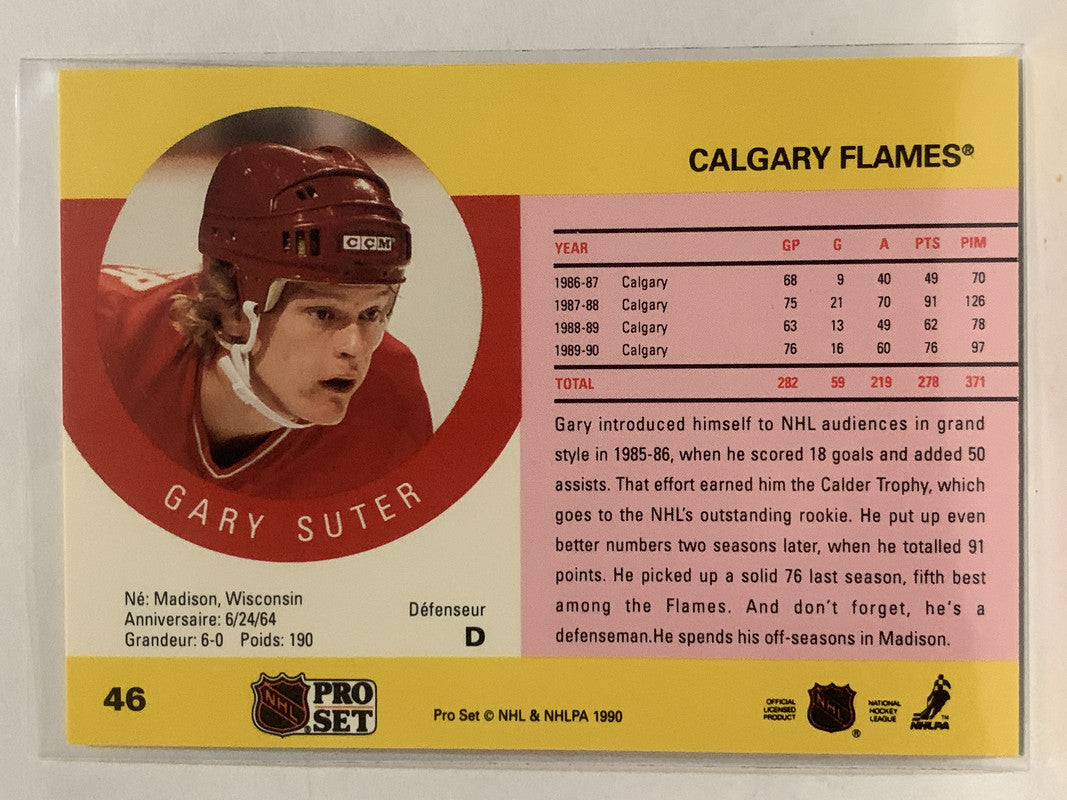 CALGARY FLAMES®
CCM
GARY SUTER
YEAR GP G A PTS PIM
1986-87 Calgary 68 9 40 49 70
1987-88 Calgary 75 21 70 91 126
1988-89 Calgary 63 13 49 62 78
1989-90 Calgary 76 16 60 76 97
TOTAL 282 59 219 278 371
Gary introduced himself to NHL audiences in grand
style in 1985-86, when he scored 18 goals and added 50
assists. That effort earned him the Calder Trophy, which
goes to the NHL's outstanding rookie. He put up even
better numbers two seasons later, when he totalled 91
points. He picked up a solid 76 last season, fifth best
among the Flames. And don't forget, he's a
defenseman.He spends his off-seasons in Madison.
Né: Madison, Wisconsin
Anniversaire: 6/24/64
Grandeur: 6-0 Poids: 190
Défenseur
D
46
NHL
PRO
SET
Pro Set © NHL & NHLPA 1990
OFFICIAL
LICENSED
PRODUCT
NHL
®
NATIONAL
HOCKEY
LEAGUE
™
NHLPA